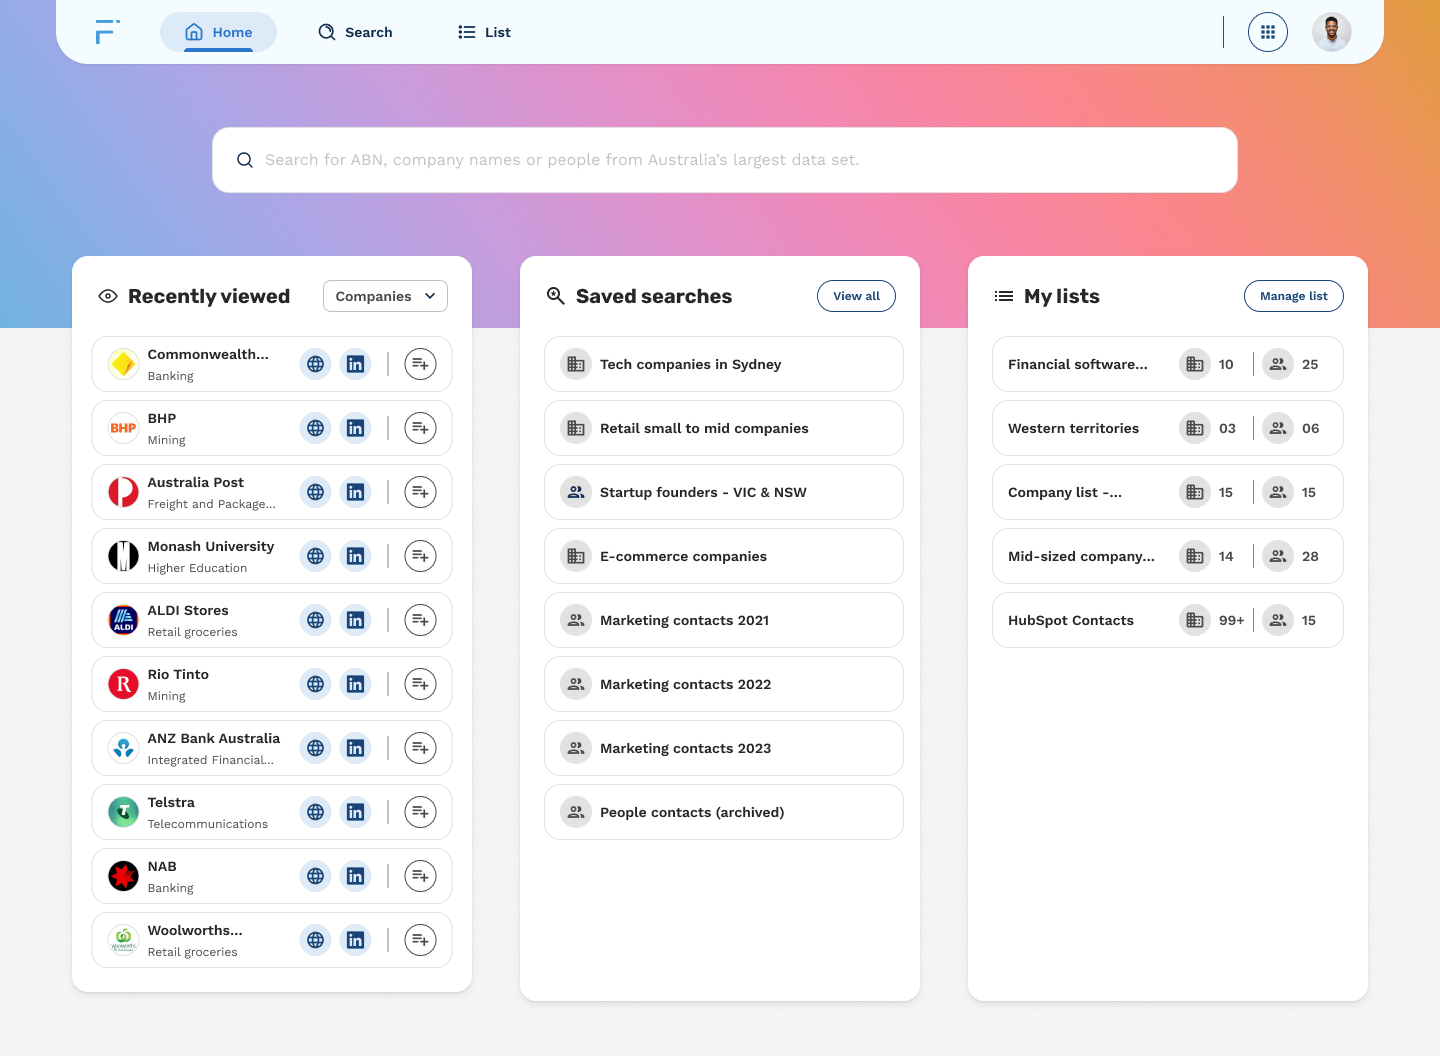 Home
Search
List
Search for ABN, company names or people from Australia’s largest data set.
Recently viewed
Companies
Commonwealth...
Banking
BHP
BHP
Mining
Australia Post
Freight and Package...
Monash University
Higher Education
ALDI
ALDI Stores
Retail groceries
R
Rio Tinto
Mining
ANZ Bank Australia
Integrated Financial...
T
Telstra
Telecommunications
NAB
Banking
Woolworths
Woolworths...
Retail groceries
Saved searches
View all
Tech companies in Sydney
Retail small to mid companies
Startup founders - VIC & NSW
E-commerce companies
Marketing contacts 2021
Marketing contacts 2022
Marketing contacts 2023
People contacts (archived)
My lists
Manage list
Financial software... 10 25
Western territories 03 06
Company list -... 15 15
Mid-sized company... 14 28
HubSpot Contacts 99+ 15